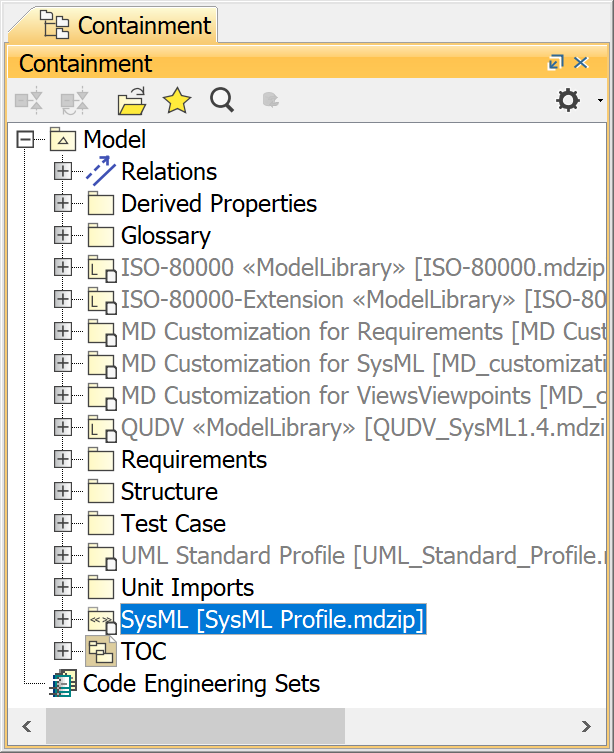 Containment
Containment
Model
Relations
Derived Properties
Glossary
ISO-80000 «ModelLibrary» [ISO-80000.mdzip
ISO-80000-Extension «ModelLibrary» [ISO-80
MD Customization for Requirements [MD Cust
MD Customization for SysML [MD_customizati
MD Customization for ViewsViewpoints [MD_c
QUDV «ModelLibrary» [QUDV_SysML1.4.mdzi
Requirements
Structure
Test Case
UML Standard Profile [UML_Standard_Profile.m
Unit Imports
SysML [SysML Profile.mdzip]
TOC
Code Engineering Sets